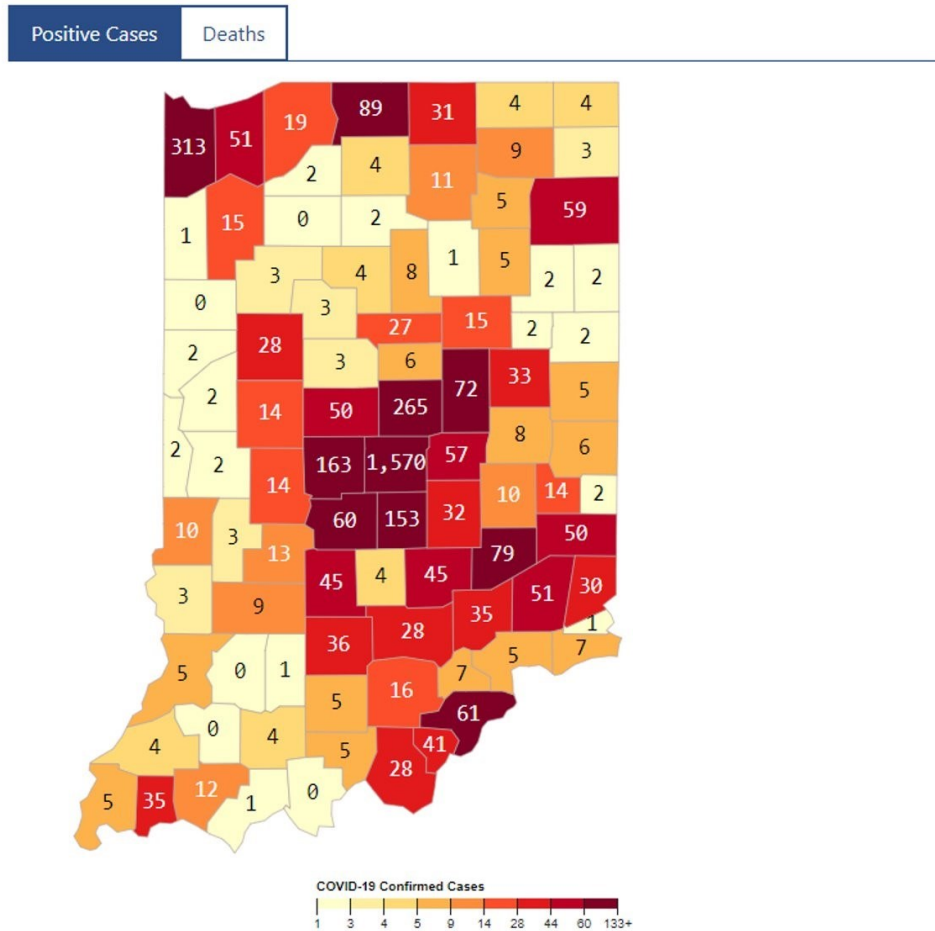 Positive Cases Deaths
313 51 19 89 31 4 4
2 4 11 9 3
1 15 0 2 5 59
3 4 8 1 5 2 2
0 3 27 15 2 2
2 28 3 6 72 33 5
2 14 50 265 8 6
2 2 14 163 1,570 57 10 14 2
10 3 13 60 153 32 79 50
3 9 45 4 45 35 51 30
36 28 1
5 0 1 5 16 7 5 7
4 0 4 5 28 41 61
5 35 12 1 0
COVID-19 Confirmed Cases
1 3 4 5 9 14 28 44 60 133+